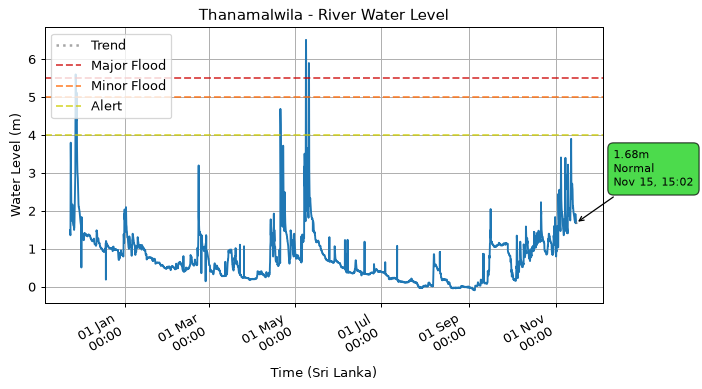 Thanamalwila - River Water Level
Trend
Major Flood
Minor Flood
Alert
Water Level (m)
6
5
4
3
2
1
0
1.68m
Normal
Nov 15, 15:02
01 Jan
00:00
01 Mar
00:00
01 May
00:00
01 Jul
00:00
01 Sep
00:00
01 Nov
00:00
Time (Sri Lanka)